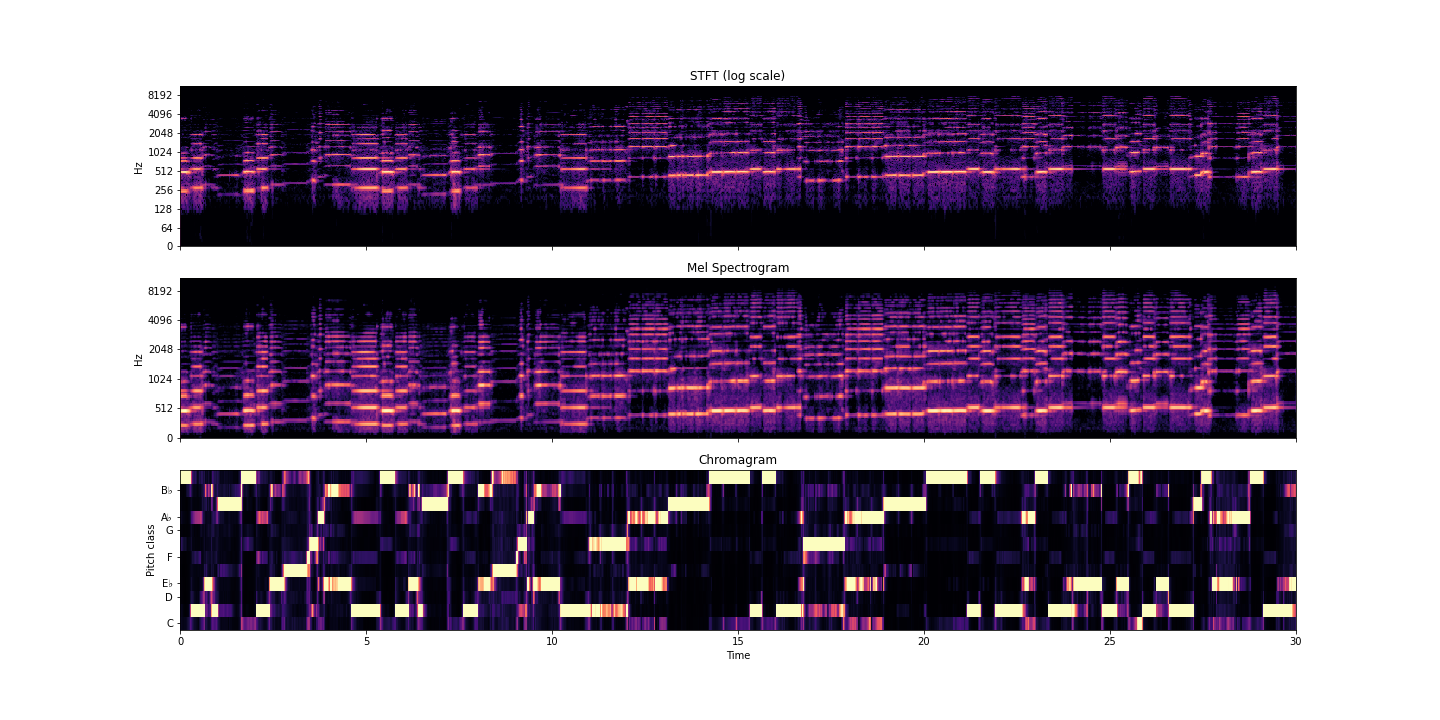 STFT (log scale)
8192
4096
2048
1024
512
256
128
64
0
Hz
Mel Spectrogram
8192
4096
2048
1024
512
0
Hz
Chromagram
B♭
A♭
G
F
E♭
D
C
Pitch class
0 5 10 15 20 25 30
Time